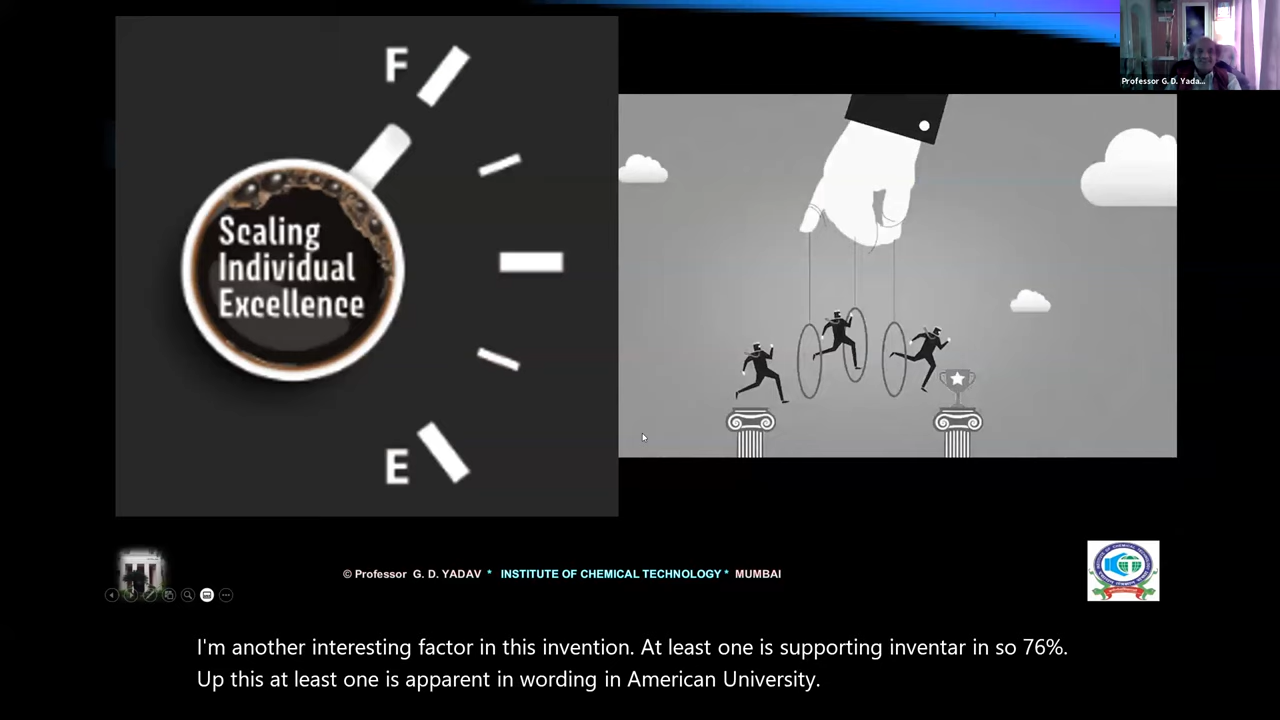 F
Scaling
Individual
Excellence
E
Professor G. D. Yada...
© Professor G. D. YADAV * INSTITUTE OF CHEMICAL TECHNOLOGY * MUMBAI
I'm another interesting factor in this invention. At least one is supporting inventar in so 76%.
Up this at least one is apparent in wording in American University.